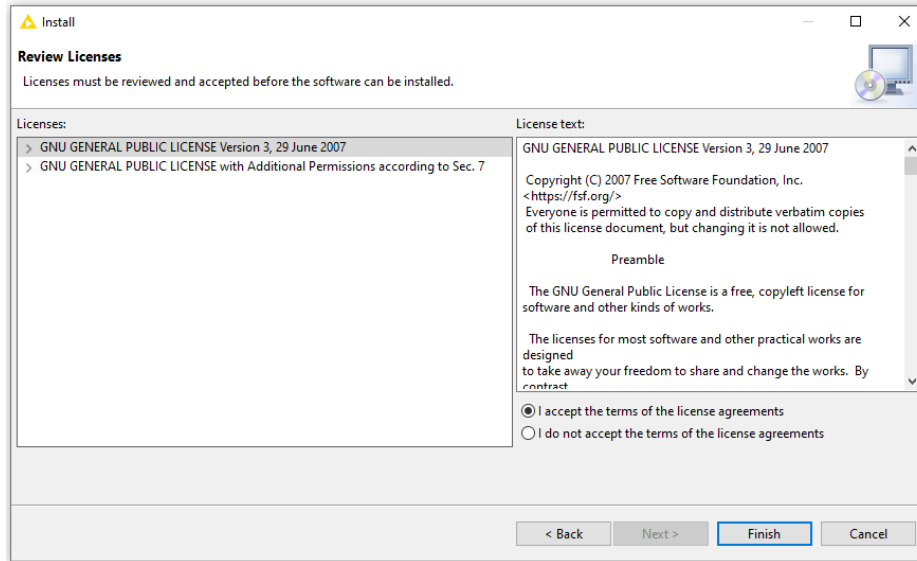 Install
Review Licenses
Licenses must be reviewed and accepted before the software can be installed.
Licenses:
GNU GENERAL PUBLIC LICENSE Version 3, 29 June 2007
GNU GENERAL PUBLIC LICENSE with Additional Permissions according to Sec. 7
License text:
GNU GENERAL PUBLIC LICENSE Version 3, 29 June 2007
Copyright (C) 2007 Free Software Foundation, Inc.
<https://fsf.org/>
Everyone is permitted to copy and distribute verbatim copies
of this license document, but changing it is not allowed.
Preamble
The GNU General Public License is a free, copyleft license for
software and other kinds of works.
The licenses for most software and other practical works are
designed
to take away your freedom to share and change the works. By
contrast
I accept the terms of the license agreements
I do not accept the terms of the license agreements
< Back
Next >
Finish
Cancel